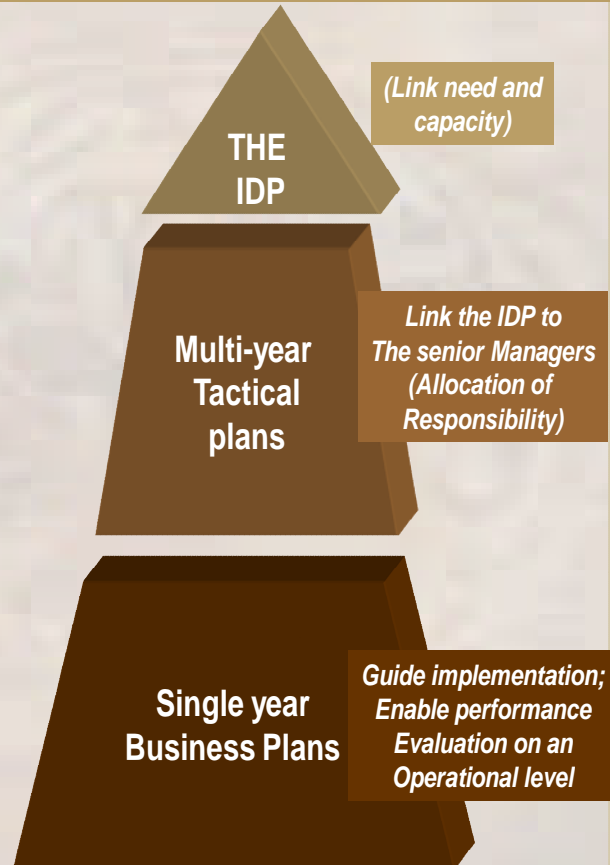 THE
IDP
(Link need and
capacity)
Multi-year
Tactical
plans
Link the IDP to
The senior Managers
(Allocation of
Responsibility)
Single year
Business Plans
Guide implementation;
Enable performance
Evaluation on an
Operational level